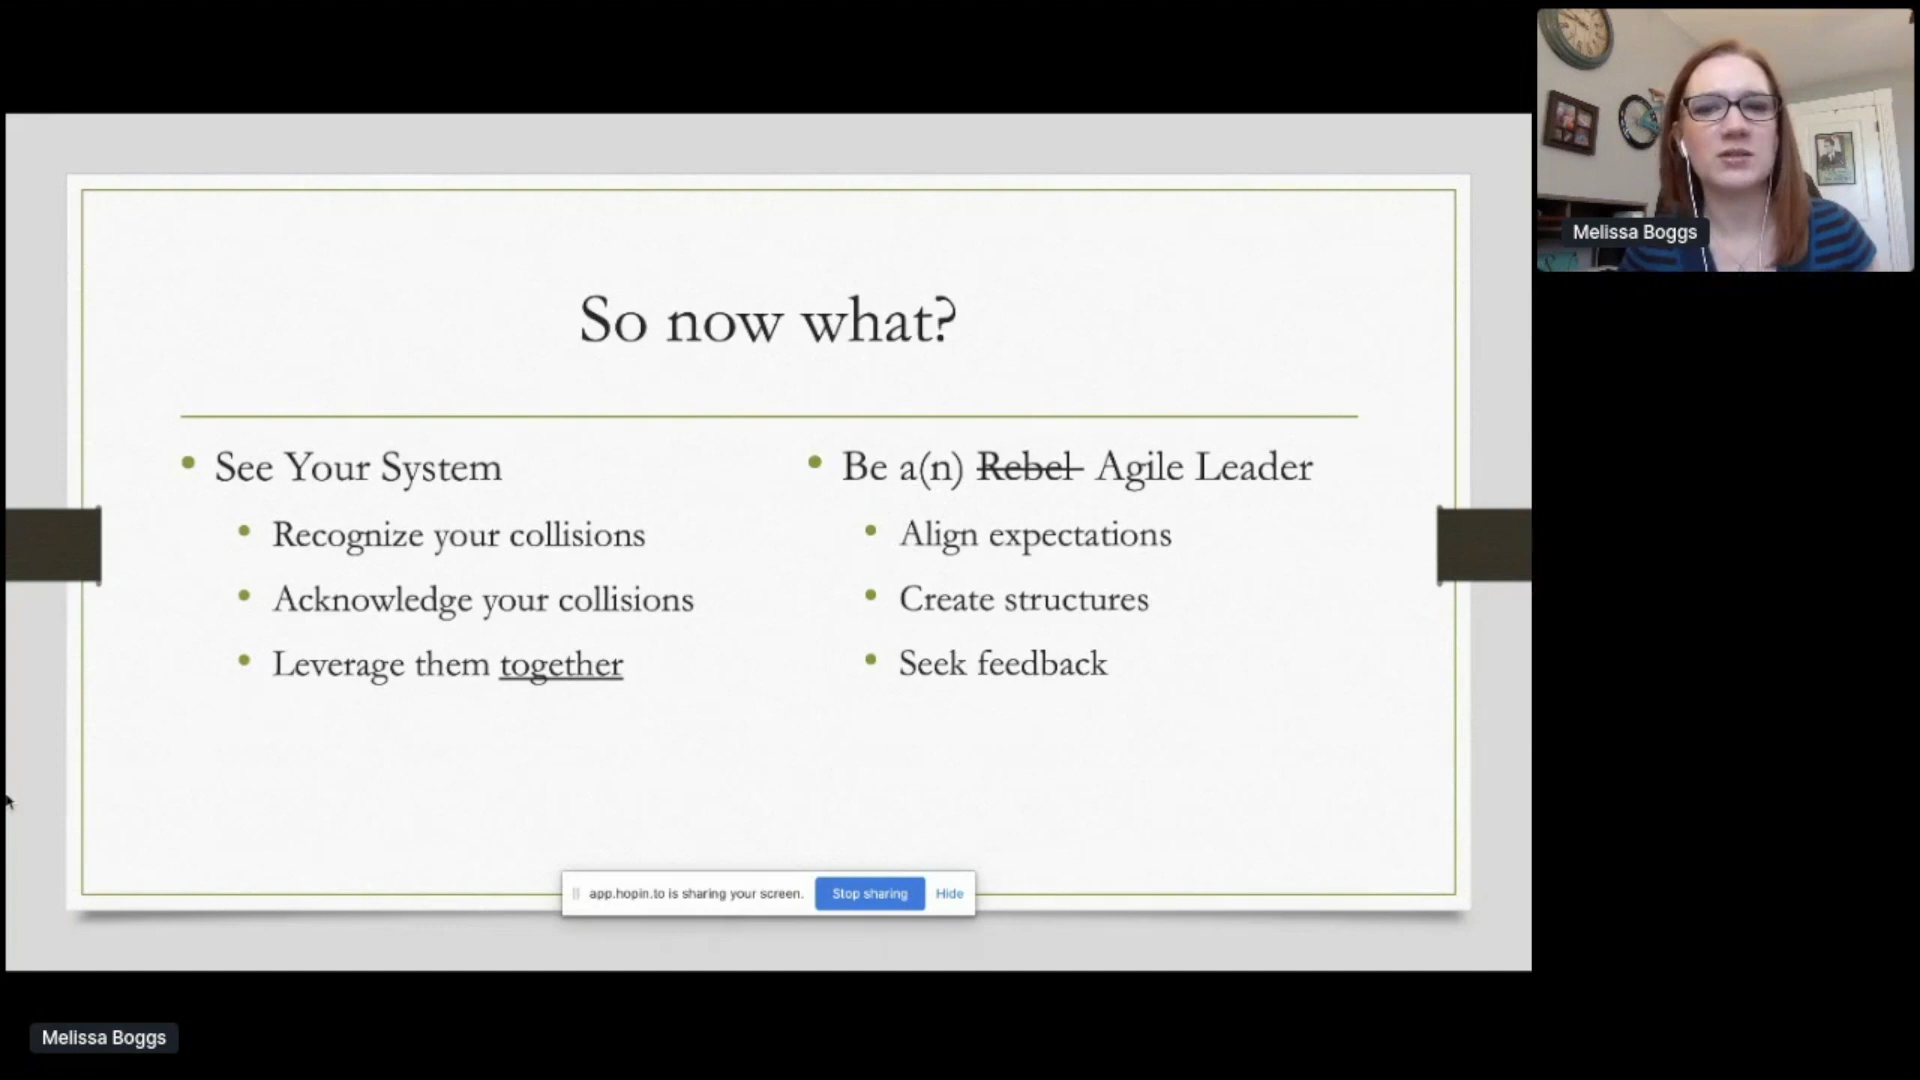 So now what?
See Your System
Recognize your collisions
Acknowledge your collisions
Leverage them together
Be a(n) Rebel Agile Leader
Align expectations
Create structures
Seek feedback
app.hopin.to is sharing your screen. Stop sharing Hide
Melissa Boggs
Melissa Boggs